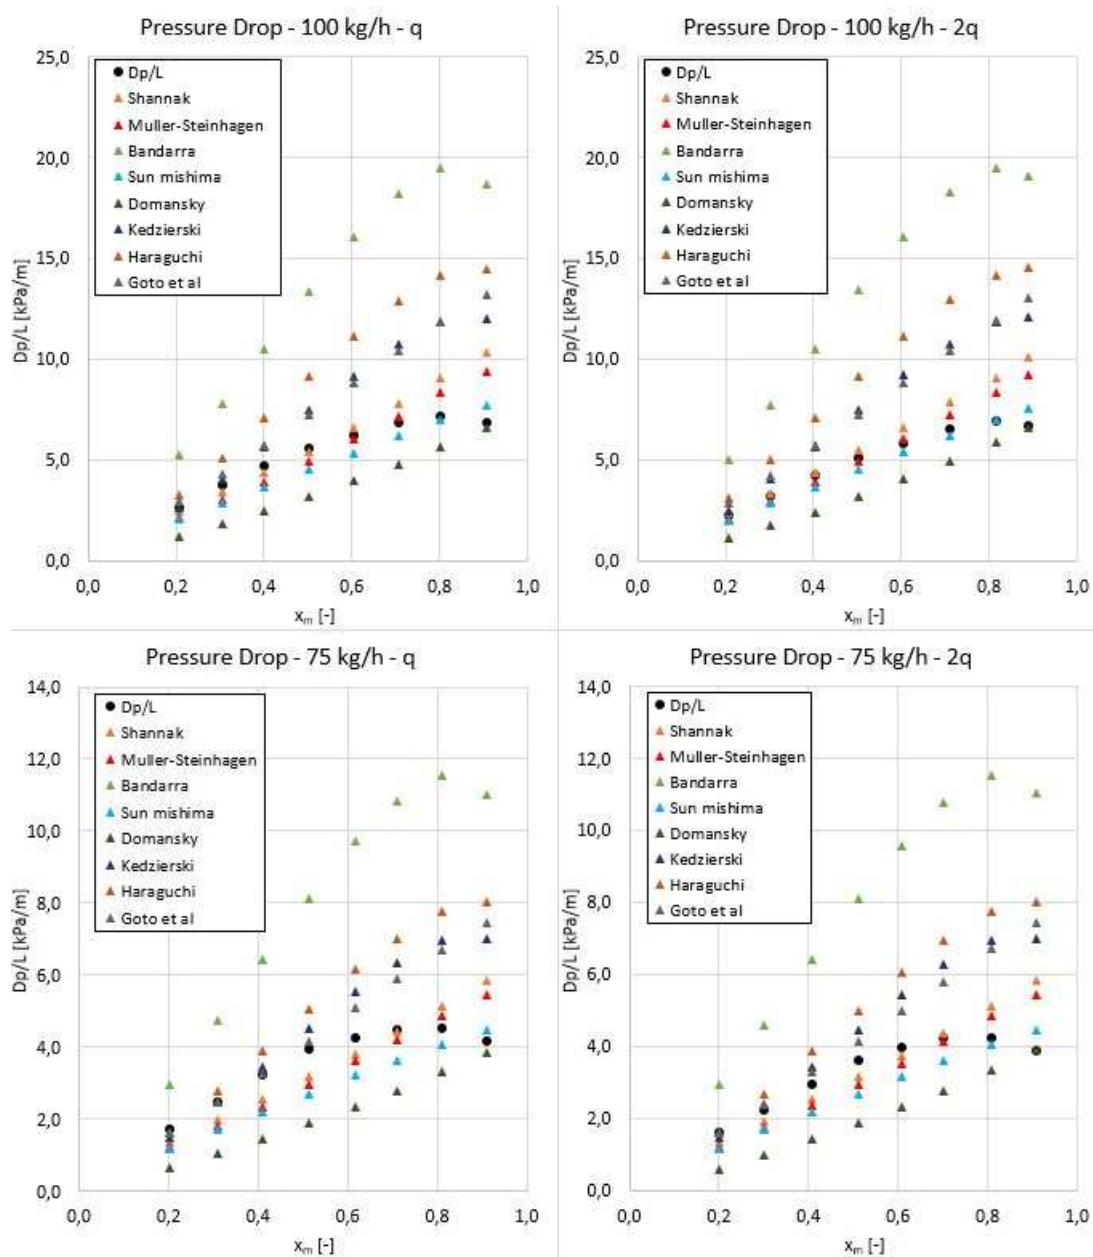 Pressure Drop - 100 kg/h - q
25,0
20,0
15,0
10,0
5,0
0,0
Dp/L [kPa/m]
Dp/L
Shannak
Muller-Steinhagen
Bandarra
Sun mishima
Domansky
Kedzierski
Haraguchi
Goto et al
0,0 0,2 0,4 0,6 0,8 1,0
xₘ [-]
Pressure Drop - 100 kg/h - 2q
25,0
20,0
15,0
10,0
5,0
0,0
Dp/L [kPa/m]
Dp/L
Shannak
Muller-Steinhagen
Bandarra
Sun mishima
Domansky
Kedzierski
Haraguchi
Goto et al
0,0 0,2 0,4 0,6 0,8 1,0
xₘ [-]
Pressure Drop - 75 kg/h - q
14,0
12,0
10,0
8,0
6,0
4,0
2,0
0,0
Dp/L [kPa/m]
Dp/L
Shannak
Muller-Steinhagen
Bandarra
Sun mishima
Domansky
Kedzierski
Haraguchi
Goto et al
0,0 0,2 0,4 0,6 0,8 1,0
xₘ [-]
Pressure Drop - 75 kg/h - 2q
14,0
12,0
10,0
8,0
6,0
4,0
2,0
0,0
Dp/L [kPa/m]
Dp/L
Shannak
Muller-Steinhagen
Bandarra
Sun mishima
Domansky
Kedzierski
Haraguchi
Goto et al
0,0 0,2 0,4 0,6 0,8 1,0
xₘ [-]